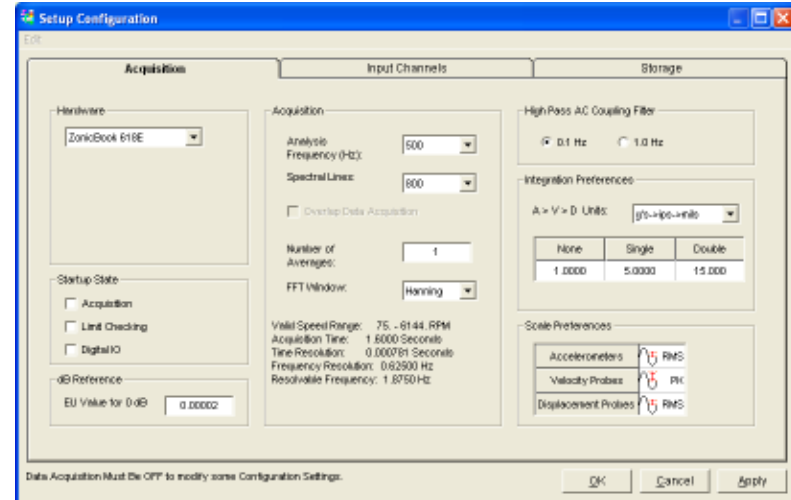 Setup Configuration
Edit
Acquisition
Input Channels
Storage
Hardware
ZonicBook 618E
Startup State
Acquisition
Limit Checking
Digital IO
dB Reference
EU Value for 0 dB
0.00002
Acquisition
Analysis
Frequency (Hz):
500
Spectral Lines:
800
Overlap Data Acquisition
Number of
Averages:
1
FFT Window:
Hanning
Valid Speed Range: 75. - 6144. RPM
Acquisition Time: 1.6000 Seconds
Time Resolution: 0.000781 Seconds
Frequency Resolution: 0.62500 Hz
Resolvable Frequency: 1.8750 Hz
High Pass AC Coupling Filter
0.1 Hz
1.0 Hz
Integration Preferences
A > V > D Units:
g's->ips->mils
None Single Double
1.0000 5.0000 15.000
Scale Preferences
Accelerometers RMS
Velocity Probes PK
Displacement Probes RMS
Data Acquisition Must Be OFF to modify some Configuration Settings.
OK
Cancel
Apply